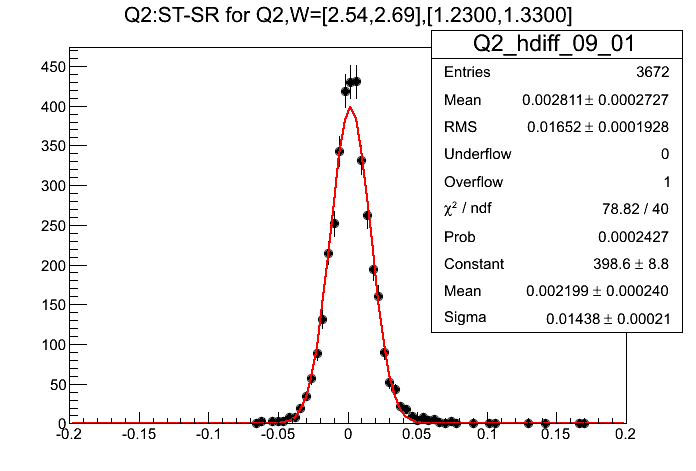 Q2:ST-SR for Q2,W=[2.54,2.69],[1.2300,1.3300]
Q2_hdiff_09_01
Entries 3672
Mean 0.002811± 0.0002727
RMS 0.01652 ± 0.0001928
Underflow 0
Overflow 1
χ² / ndf 78.82 / 40
Prob 0.0002427
Constant 398.6 ± 8.8
Mean 0.002199 ± 0.000240
Sigma 0.01438 ± 0.00021
450
400
350
300
250
200
150
100
50
0
-0.2 -0.15 -0.1 -0.05 0 0.05 0.1 0.15 0.2